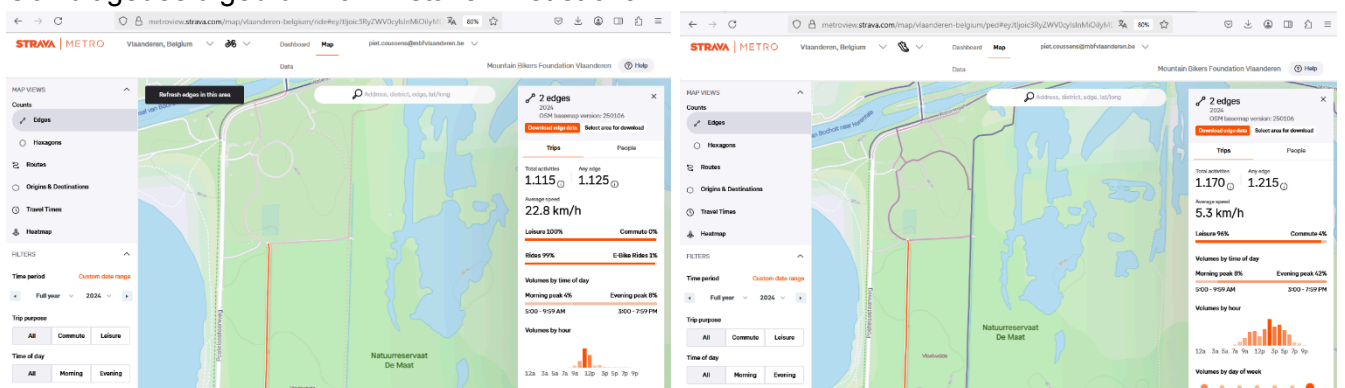 metroview.strava.com/map/vlaanderen-belgium/ride#eyJtIjoic3RyZWV0cyIsInMiOilyM 80%
STRAVA METRO Vlaanderen, Belgium Dashboard Map piet.coussens@mbfvlaanderen.be
Data Mountain Bikers Foundation Vlaanderen Help
MAP VIEWS
Counts
Edges
Hexagons
Routes
Origins & Destinations
Travel Times
Heatmap
FILTERS
Time period Custom date range
Full year 2024
Trip purpose
All Commute Leisure
Time of day
All Morning Evening
Refresh edges in this area
Address, district, edge, lat/long
Natuurreservaat
De Maat
2 edges
2024
OSM basemap version: 250106
Download edge data Select area for download
Trips People
Total activities Any edge
1.115 1.125
Average speed
22.8 km/h
Leisure 100% Commute 0%
Rides 99% E-Bike Rides 1%
Volumes by time of day
Morning peak 4% Evening peak 8%
5:00 - 9:59 AM 3:00 - 7:59 PM
Volumes by hour
12a 3a 5a 7a 9a 12p 3p 5p 7p 9p
metroview.strava.com/map/vlaanderen-belgium/ped#eyJtIjoic3RyZWV0cyIsInMiOilyM 80%
STRAVA METRO Vlaanderen, Belgium Dashboard Map piet.coussens@mbfvlaanderen.be
Data Mountain Bikers Foundation Vlaanderen Help
MAP VIEWS
Counts
Edges
Hexagons
Routes
Origins & Destinations
Travel Times
Heatmap
FILTERS
Time period Custom date range
Full year 2024
Trip purpose
All Commute Leisure
Time of day
All Morning Evening
Address, district, edge, lat/long
Natuurreservaat
De Maat
2 edges
2024
OSM basemap version: 250106
Download edge data Select area for download
Trips People
Total activities Any edge
1.170 1.215
Average speed
5.3 km/h
Leisure 96% Commute 4%
Volumes by time of day
Morning peak 8% Evening peak 42%
5:00 - 9:59 AM 3:00 - 7:59 PM
Volumes by hour
12a 3a 5a 7a 9a 12p 3p 5p 7p 9p
Volumes by day of week